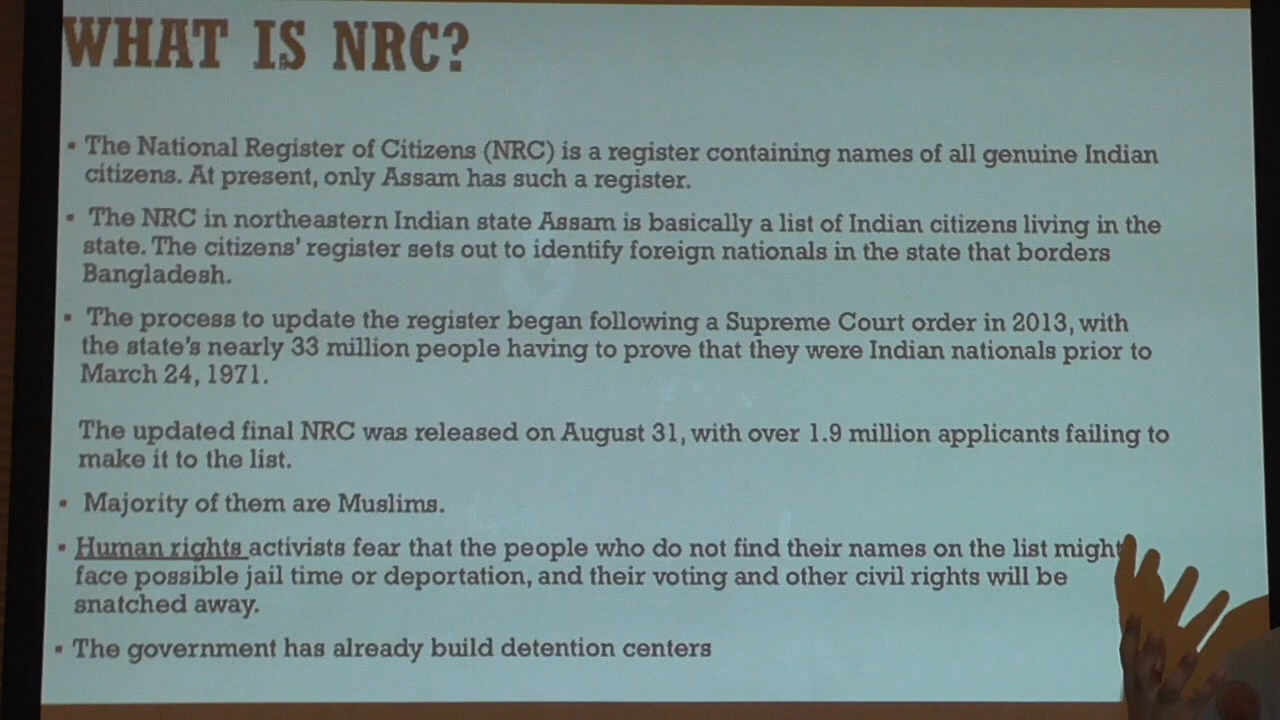 WHAT IS NRC?
▪ The National Register of Citizens (NRC) is a register containing names of all genuine Indian
citizens. At present, only Assam has such a register.
▪ The NRC in northeastern Indian state Assam is basically a list of Indian citizens living in the
state. The citizens' register sets out to identify foreign nationals in the state that borders
Bangladesh.
▪ The process to update the register began following a Supreme Court order in 2013, with
the state's nearly 33 million people having to prove that they were Indian nationals prior to
March 24, 1971.
The updated final NRC was released on August 31, with over 1.9 million applicants failing to
make it to the list.
▪ Majority of them are Muslims.
▪ Human rights activists fear that the people who do not find their names on the list might
face possible jail time or deportation, and their voting and other civil rights will be
snatched away.
▪ The government has already build detention centers